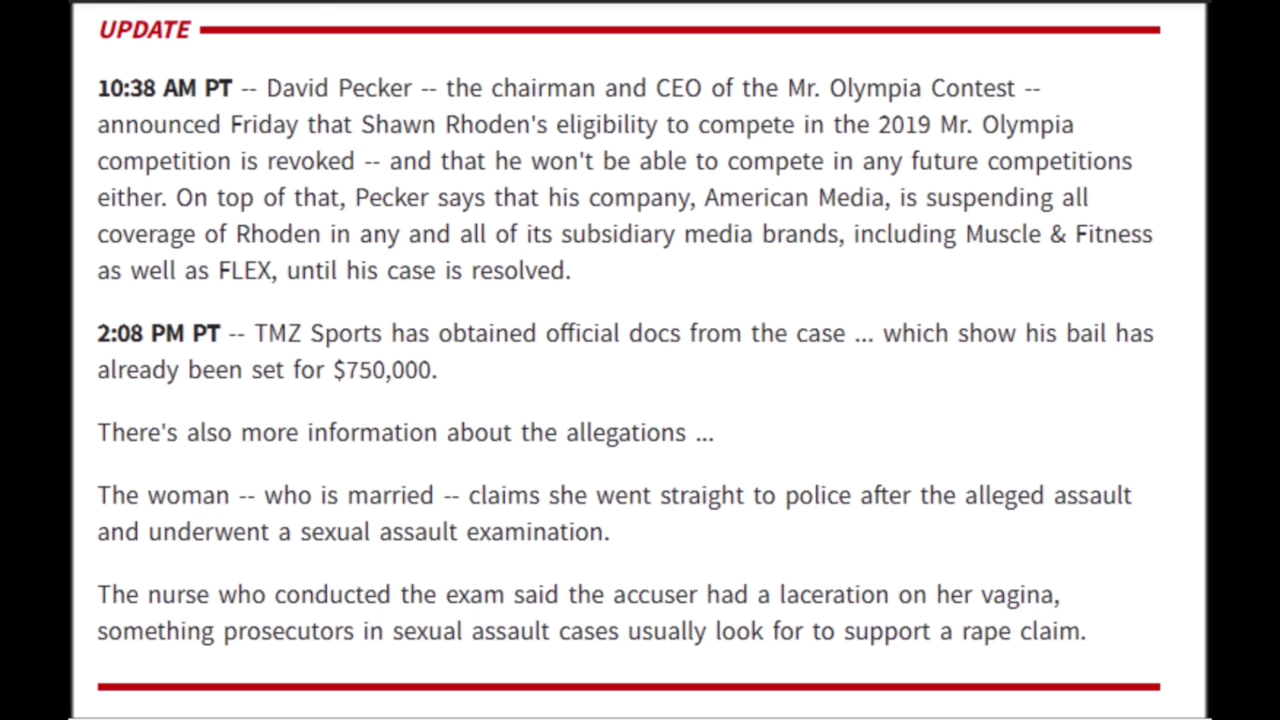 UPDATE
10:38 AM PT -- David Pecker -- the chairman and CEO of the Mr. Olympia Contest --
announced Friday that Shawn Rhoden's eligibility to compete in the 2019 Mr. Olympia
competition is revoked -- and that he won't be able to compete in any future competitions
either. On top of that, Pecker says that his company, American Media, is suspending all
coverage of Rhoden in any and all of its subsidiary media brands, including Muscle & Fitness
as well as FLEX, until his case is resolved.
2:08 PM PT -- TMZ Sports has obtained official docs from the case ... which show his bail has
already been set for $750,000.
There's also more information about the allegations ...
The woman -- who is married -- claims she went straight to police after the alleged assault
and underwent a sexual assault examination.
The nurse who conducted the exam said the accuser had a laceration on her vagina,
something prosecutors in sexual assault cases usually look for to support a rape claim.